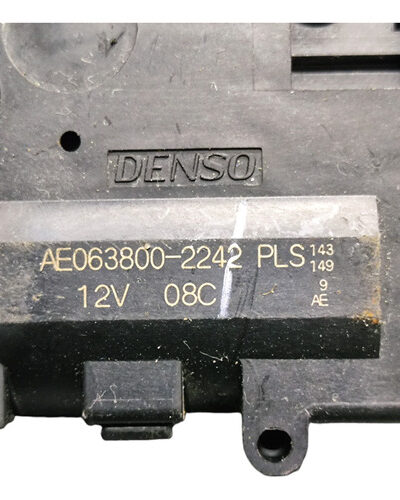 DENSO
AE063800-2242 PLS 143 149
12V 08C 9 AE